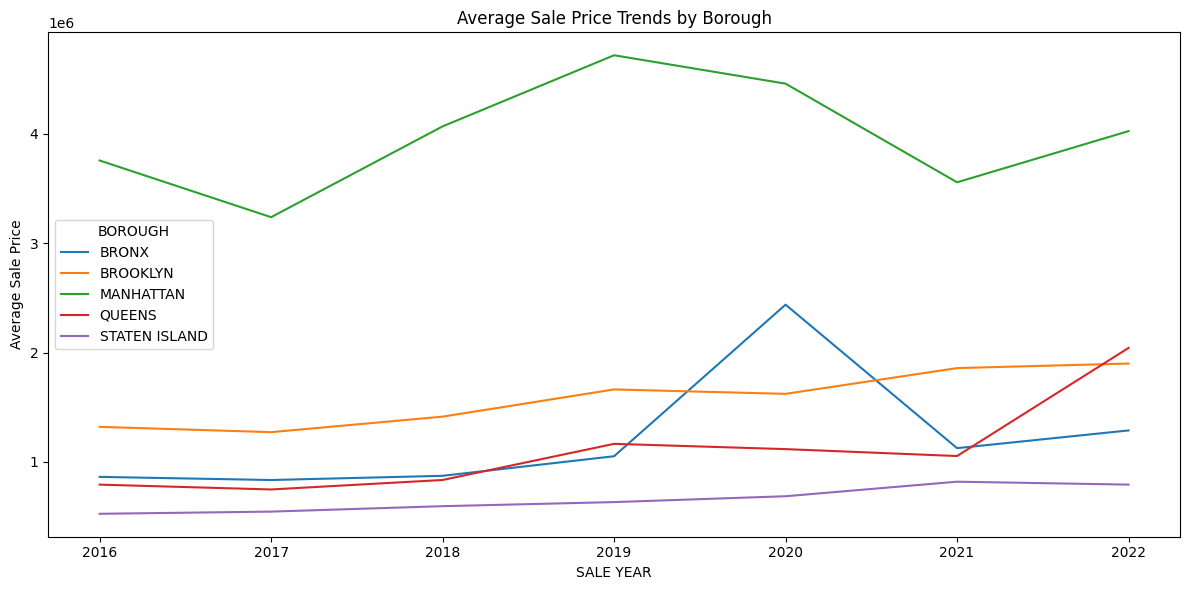 Average Sale Price Trends by Borough
1e6
4
3
2
1
Average Sale Price
BOROUGH
BRONX
BROOKLYN
MANHATTAN
QUEENS
STATEN ISLAND
2016 2017 2018 2019 2020 2021 2022
SALE YEAR